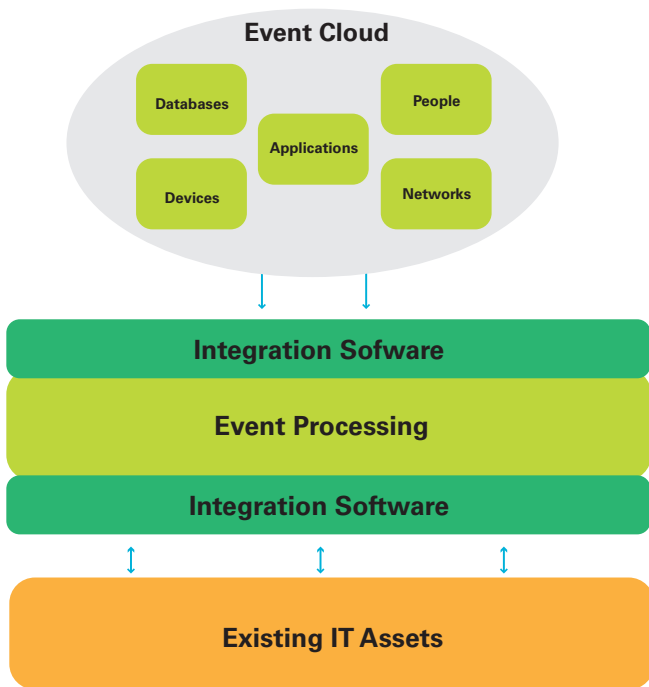 Event Cloud
Databases
People
Applications
Devices
Networks
Integration Sofware
Event Processing
Integration Software
Existing IT Assets